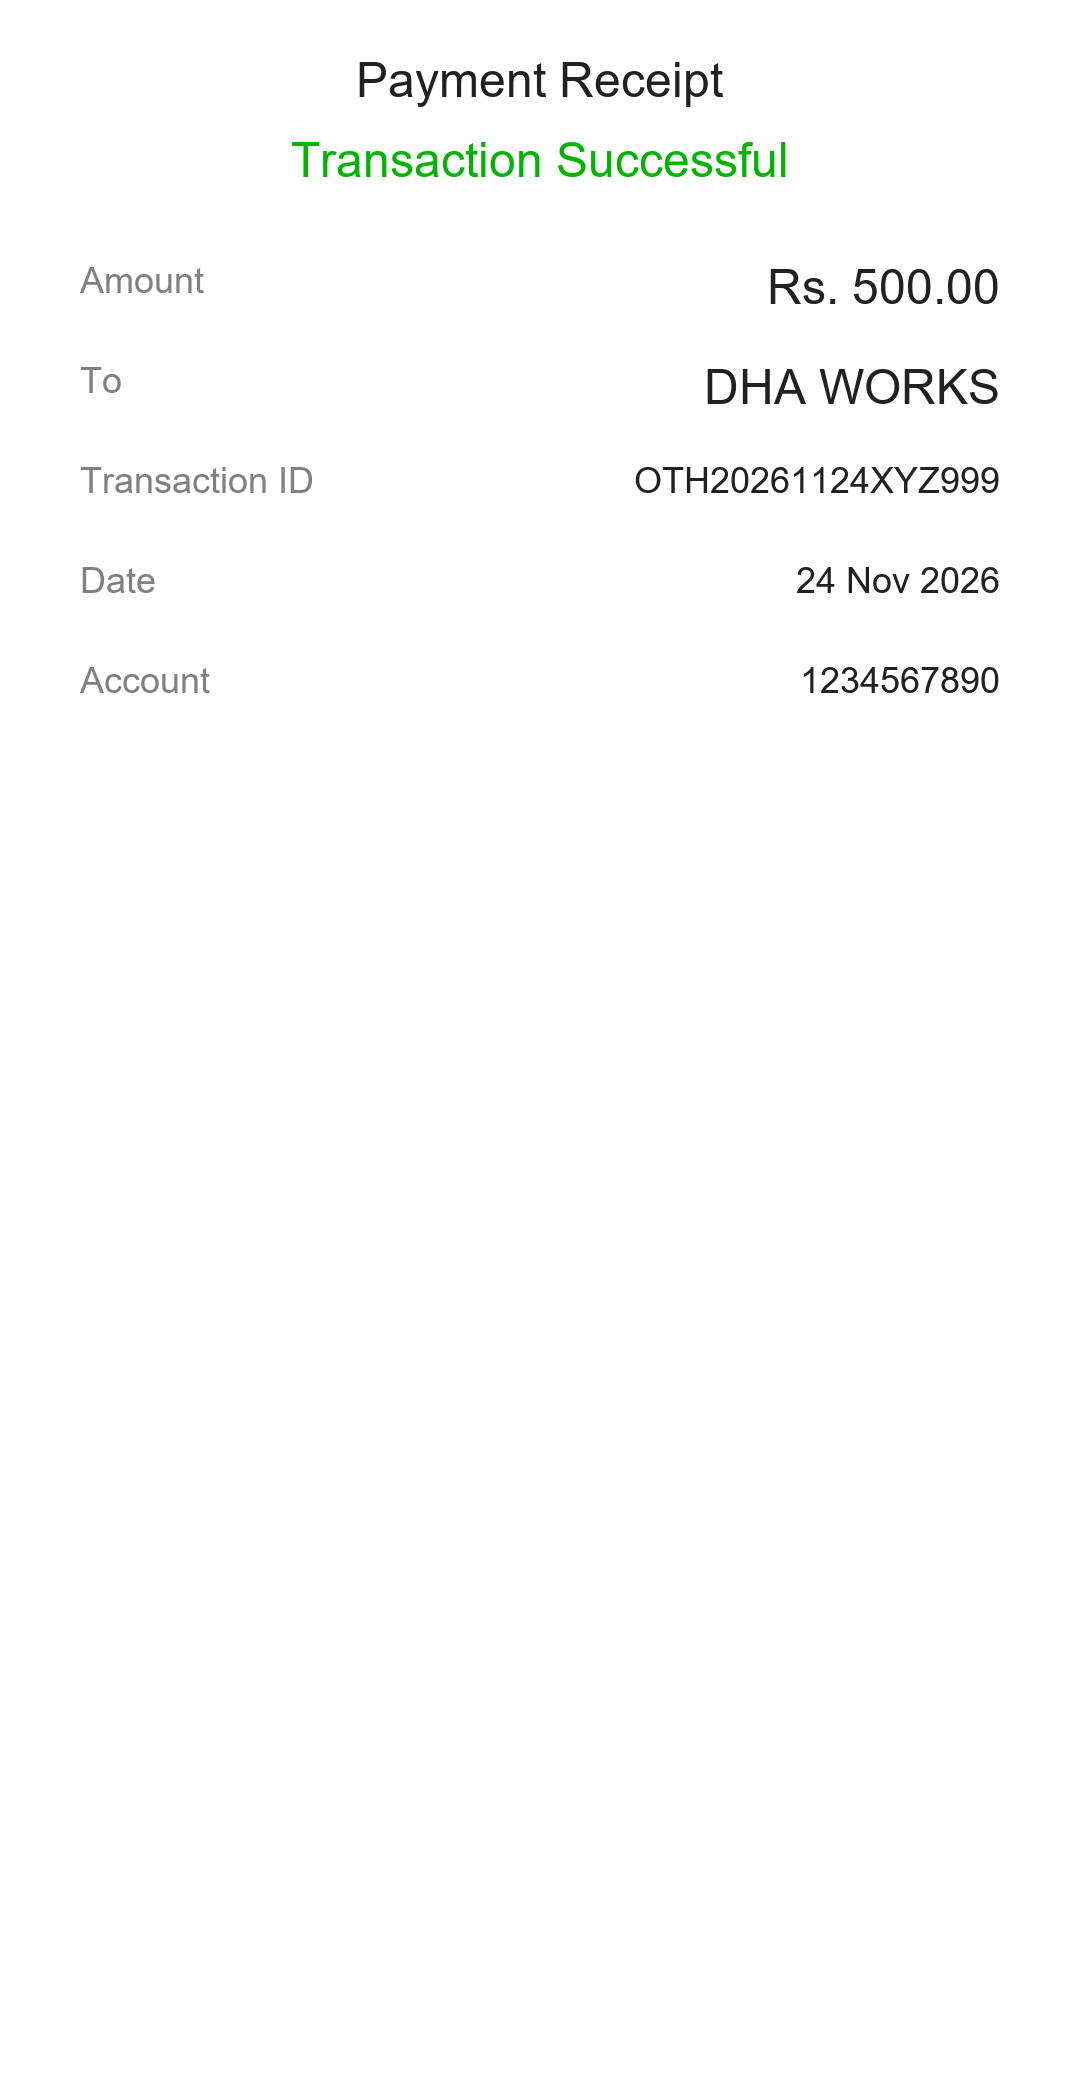 Payment Receipt
Transaction Successful
Amount Rs. 500.00
To DHA WORKS
Transaction ID OTH20261124XYZ999
Date 24 Nov 2026
Account 1234567890